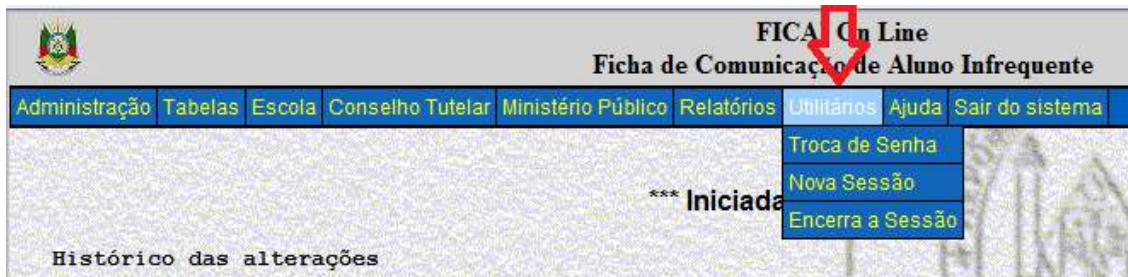 FICAI On Line
Ficha de Comunicação de Aluno Infrequente
Administração Tabelas Escola Conselho Tutelar Ministério Público Relatórios Utilitários Ajuda Sair do sistema
Troca de Senha
Nova Sessão
Encerra a Sessão
*** Iniciada
Histórico das alterações